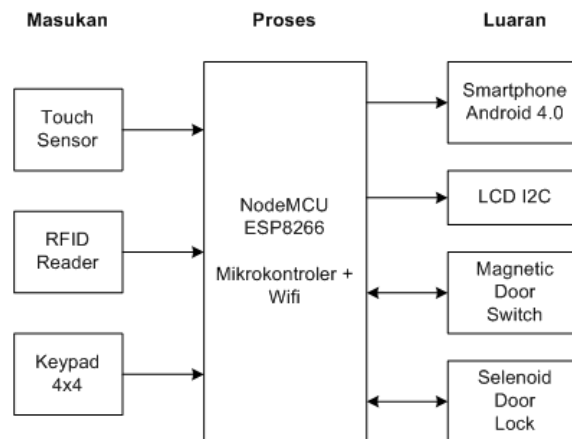 Masukan
Proses
Luaran
Touch
Sensor
RFID
Reader
Keypad
4x4
NodeMCU
ESP8266
Mikrokontroler +
Wifi
Smartphone
Android 4.0
LCD I2C
Magnetic
Door
Switch
Selenoid
Door
Lock